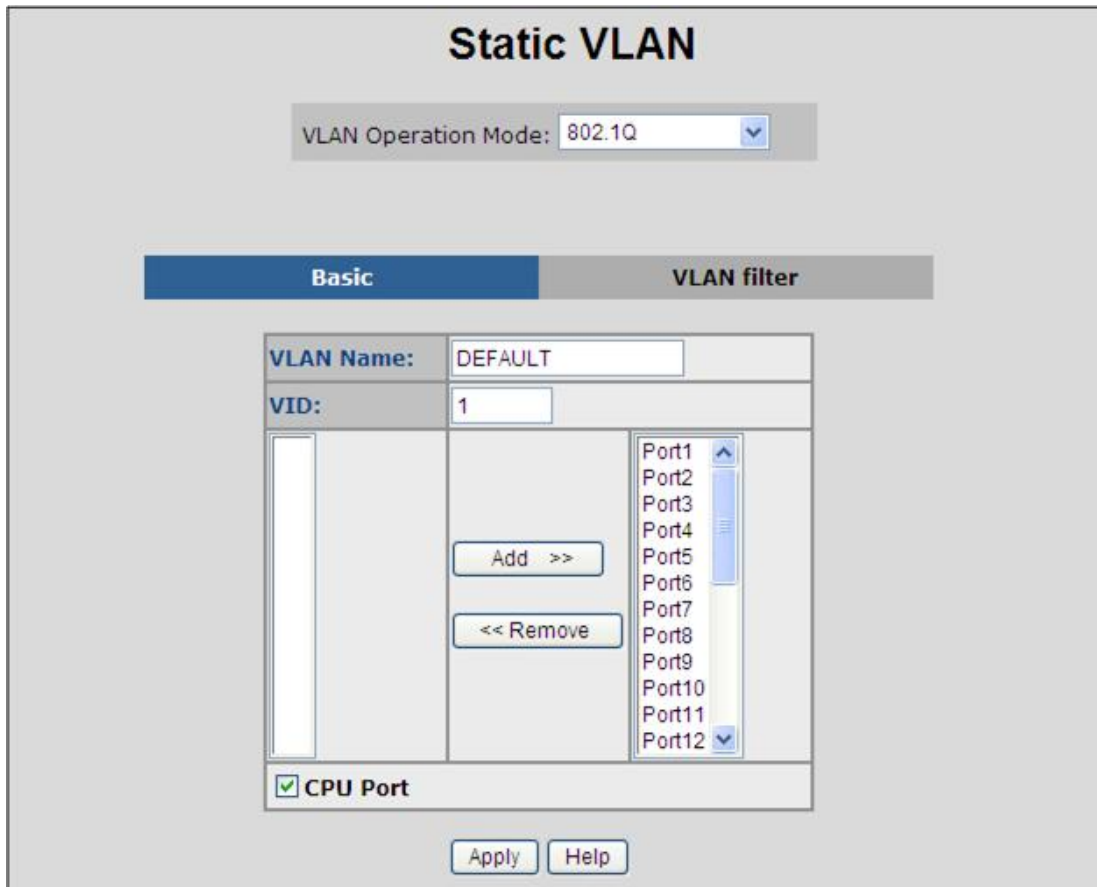 Static VLAN
VLAN Operation Mode: 802.1Q
Basic VLAN filter
VLAN Name: DEFAULT
VID: 1
Port1
Port2
Port3
Port4
Port5
Port6
Port7
Port8
Port9
Port10
Port11
Port12
Add >>
<< Remove
CPU Port
Apply Help